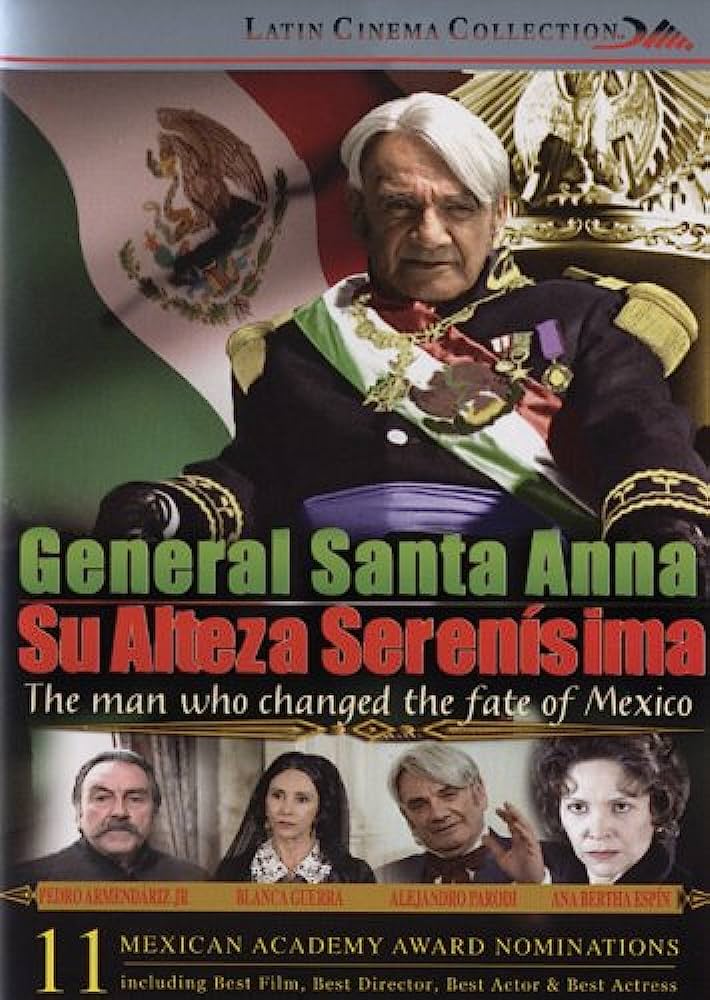 LATIN CINEMA COLLECTION
General Santa Anna
Su Alteza Serenísima
The man who changed the fate of Mexico
PEDRO ARMENDÁRIZ JR BLANCA GUERRA ALEJANDRO PARODI ANA BERTHA ESPÍN
11 MEXICAN ACADEMY AWARD NOMINATIONS
including Best Film, Best Director, Best Actor & Best Actress